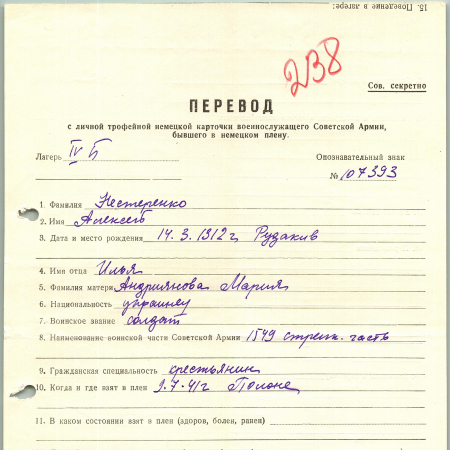 15. Поведение в лагере:
238
Сов. секретно
ПЕРЕВОД
с личной трофейной немецкой карточки военнослужащего Советской Армии,
бывшего в немецком плену.
Лагерь IV Б
Опознавательный знак
№ 107393
1. Фамилия Нестеренко
2. Имя Алексей
3. Дата и место рождения 14.3.1912 г. Рудакив
4. Имя отца Илья
5. Фамилия матери Андриянова Мария
6. Национальность украинец
7. Воинское звание солдат
8. Наименование воинской части Советской Армии 1549 стрелк. часть
9. Гражданская специальность крестьянин
10. Когда и где взят в плен 9.7.41 г Полоне
11. В каком состоянии взят в плен (здоров, болен, ранен)